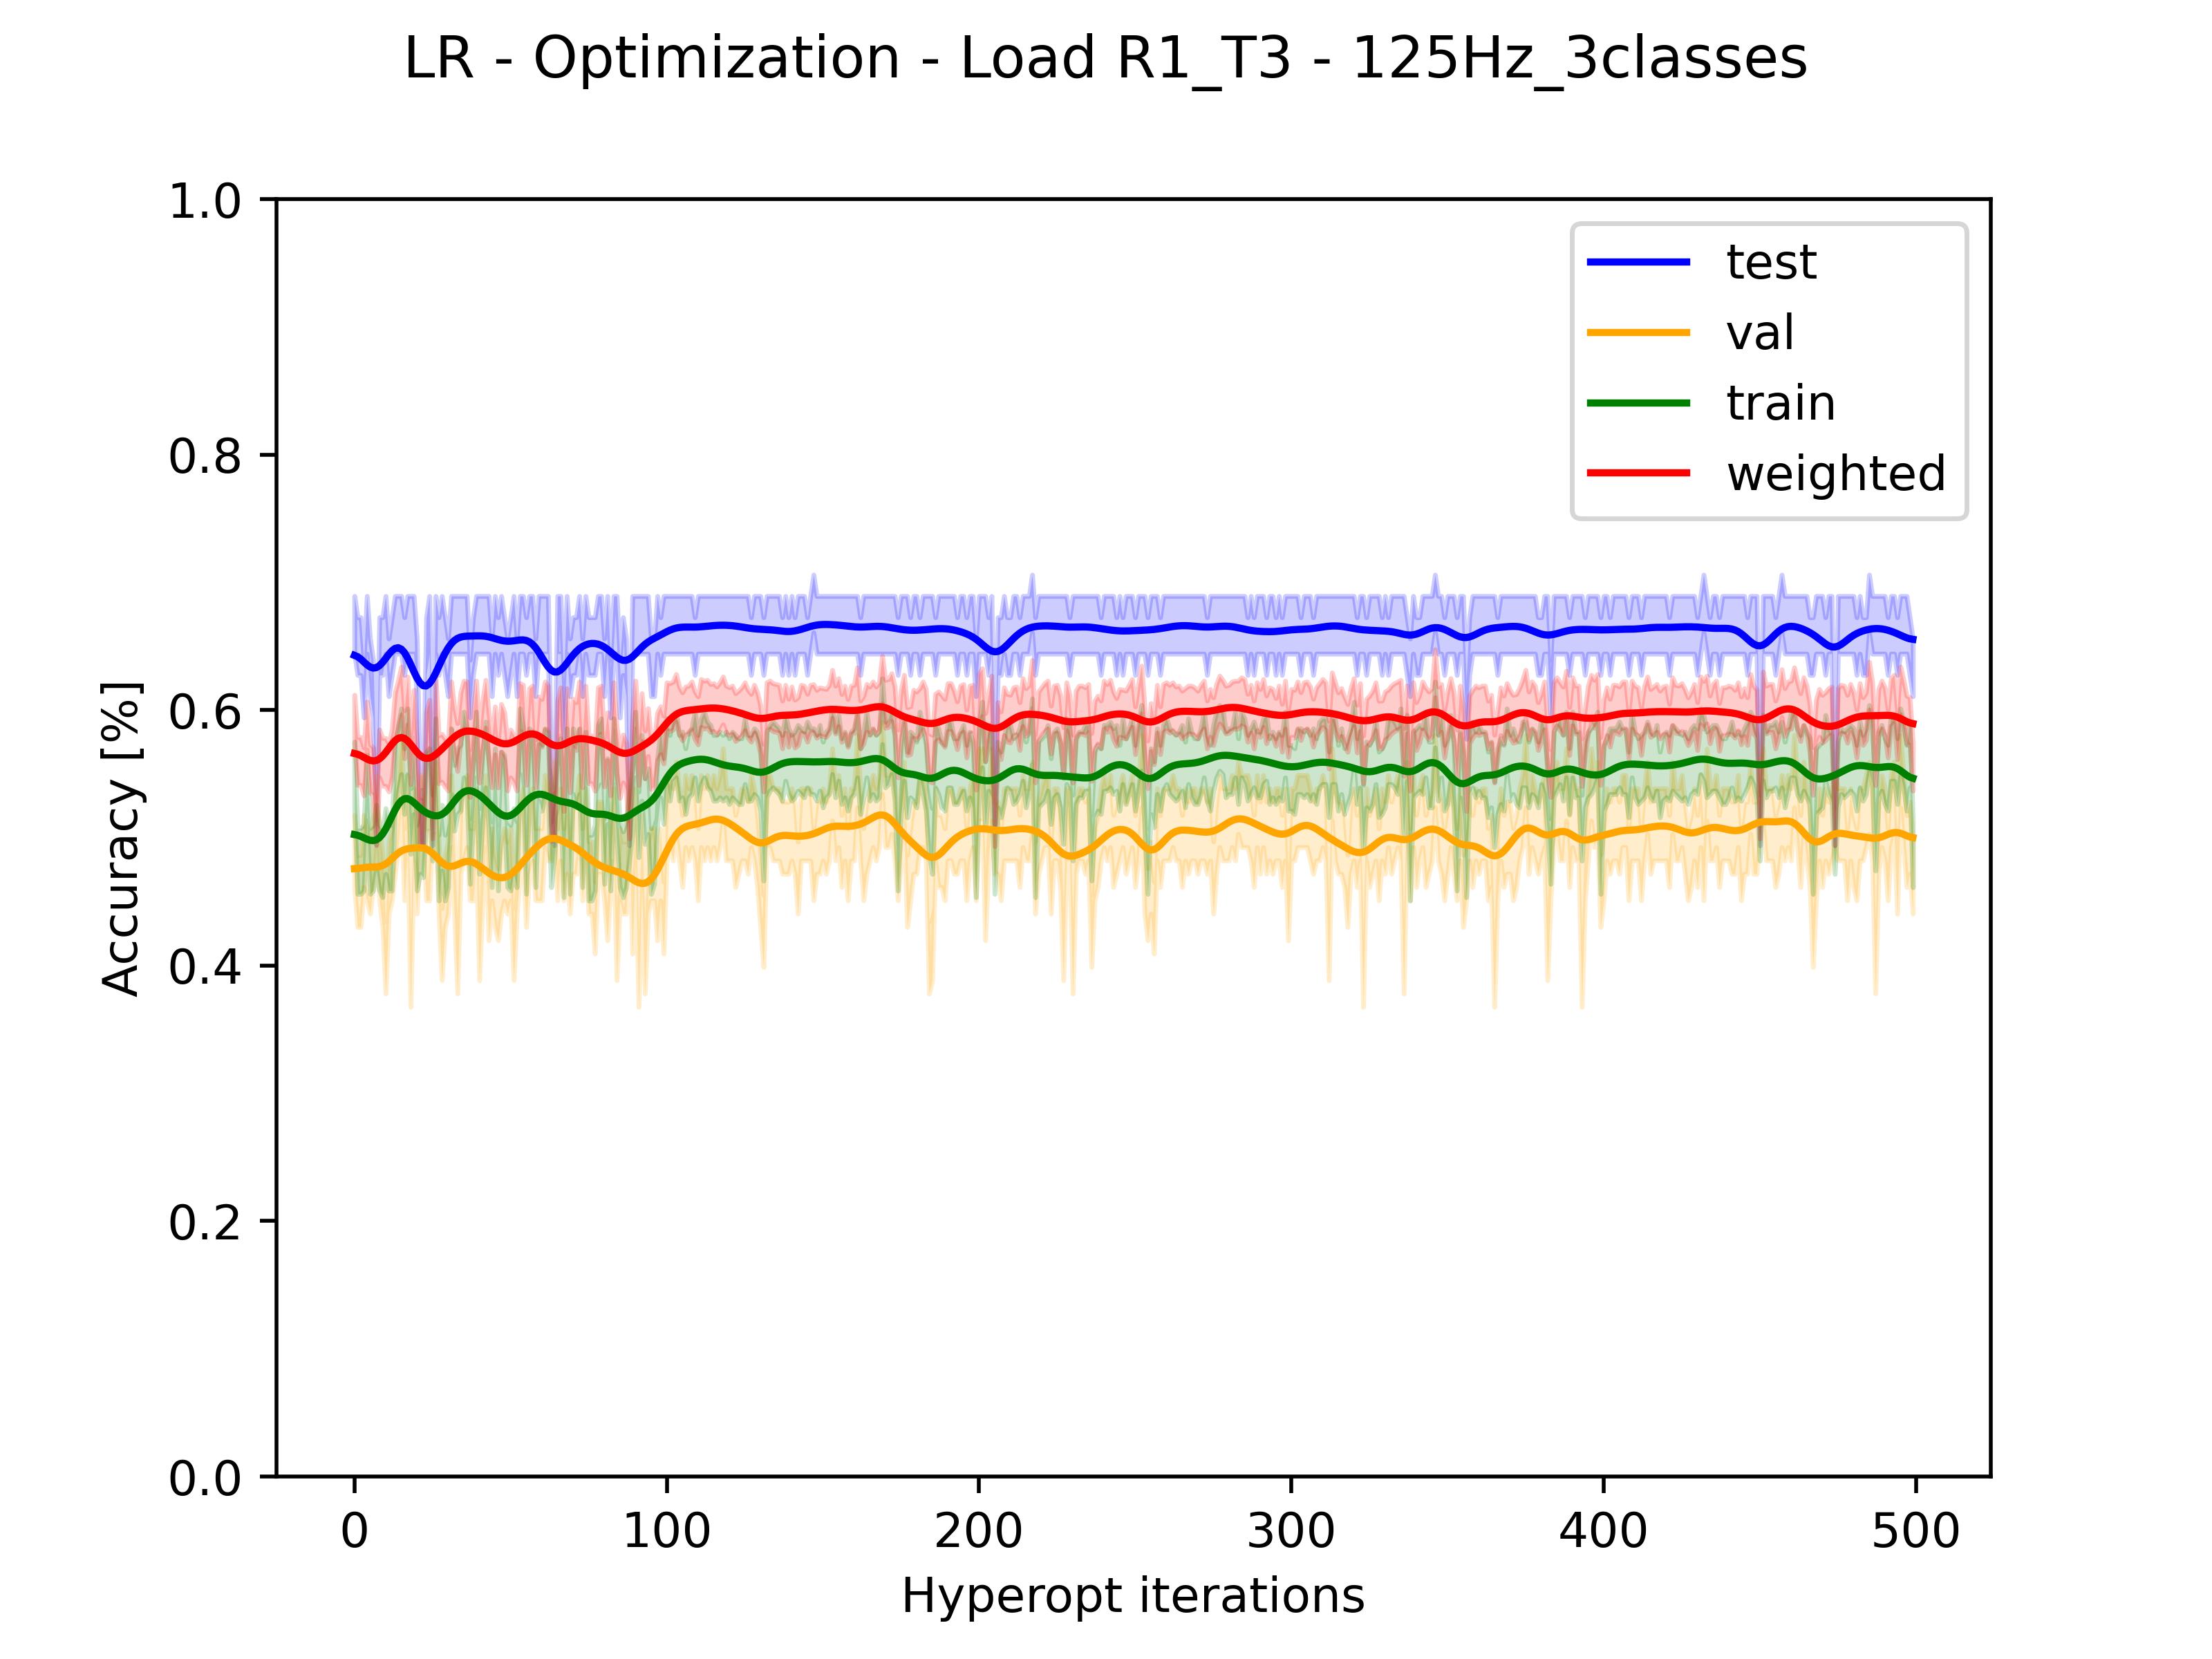 LR - Optimization - Load R1_T3 - 125Hz_3classes
1.0
0.8
0.6
0.4
0.2
0.0
Accuracy [%]
test
val
train
weighted
0 100 200 300 400 500
Hyperopt iterations